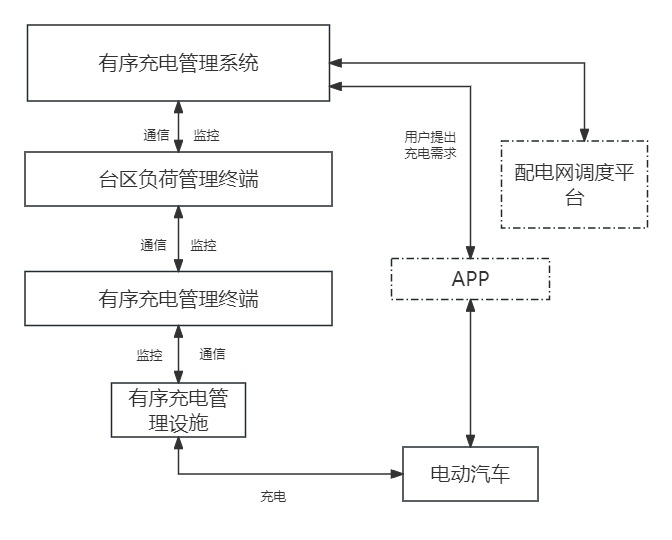 有序充电管理系统
通信 监控
用户提出
充电需求
台区负荷管理终端
配电网调度平
台
通信 监控
APP
有序充电管理终端
监控 通信
有序充电管
理设施
电动汽车
充电